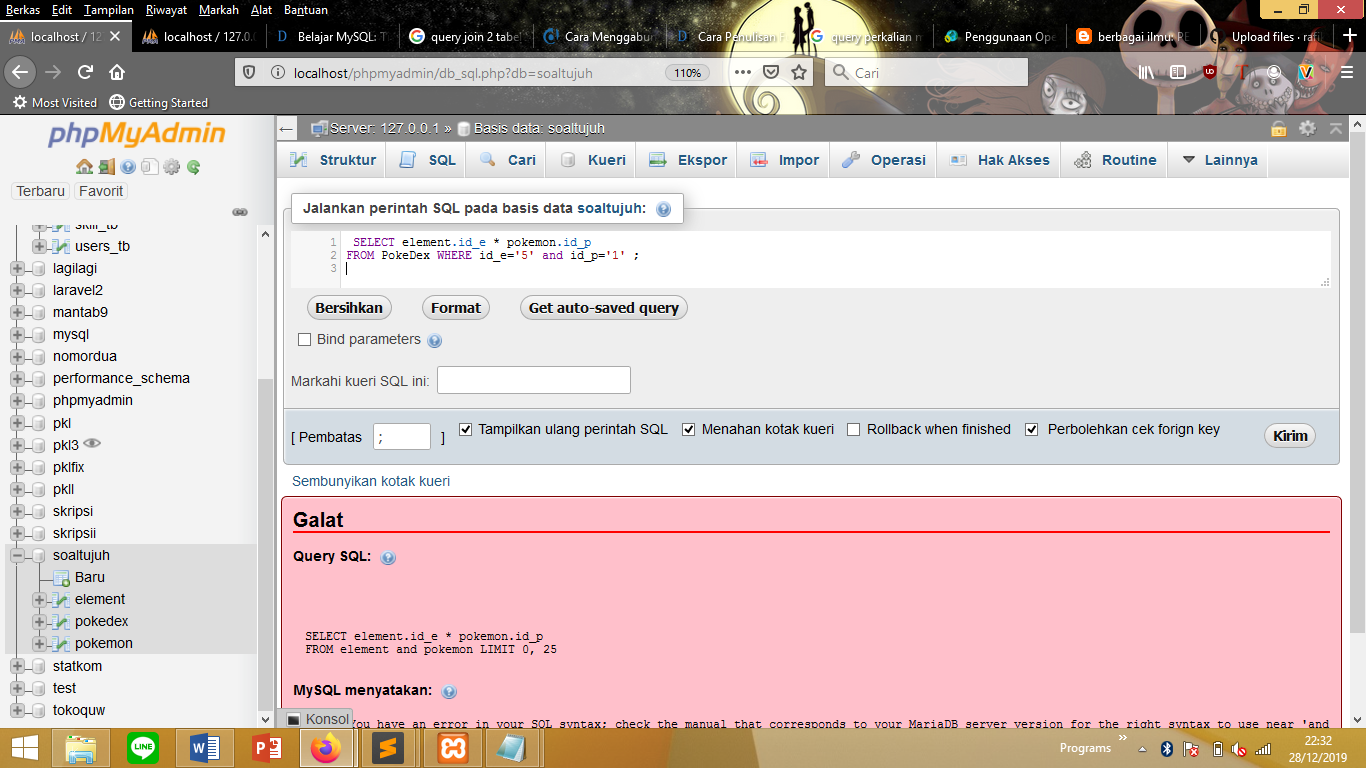 Berkas Edit Tampilan Riwayat Markah Alat Bantuan
localhost / 12 localhost / 127.0.0 Belajar MySQL: T query join 2 tabel Cara Menggabu Cara Penulisan F query perkalian m Penggunaan Ope berbagai ilmu: PE Upload files · rafi
localhost/phpmyadmin/db_sql.php?db=soaltujuh 110% Cari
Most Visited Getting Started
phpMyAdmin
Terbaru Favorit
skill_tb
users_tb
lagilagi
laravel2
mantab9
mysql
nomordua
performance_schema
phpmyadmin
pkl
pkl3
pklfix
pkll
skripsi
skripsii
soaltujuh
Baru
element
pokedex
pokemon
statkom
test
tokoquw
Server: 127.0.0.1 » Basis data: soaltujuh
Struktur SQL Cari Kueri Ekspor Impor Operasi Hak Akses Routine Lainnya
Jalankan perintah SQL pada basis data soaltujuh:
1 SELECT element.id_e * pokemon.id_p
2 FROM PokeDex WHERE id_e='5' and id_p='1' ;
3
Bersihkan Format Get auto-saved query
Bind parameters
Markahi kueri SQL ini:
[ Pembatas ; ] Tampilkan ulang perintah SQL Menahan kotak kueri Rollback when finished Perbolehkan cek forign key Kirim
Sembunyikan kotak kueri
Galat
Query SQL:
SELECT element.id_e * pokemon.id_p
FROM element and pokemon LIMIT 0, 25
MySQL menyatakan:
Konsol You have an error in your SQL syntax; check the manual that corresponds to your MariaDB server version for the right syntax to use near 'and
Programs » 22:32
28/12/2019